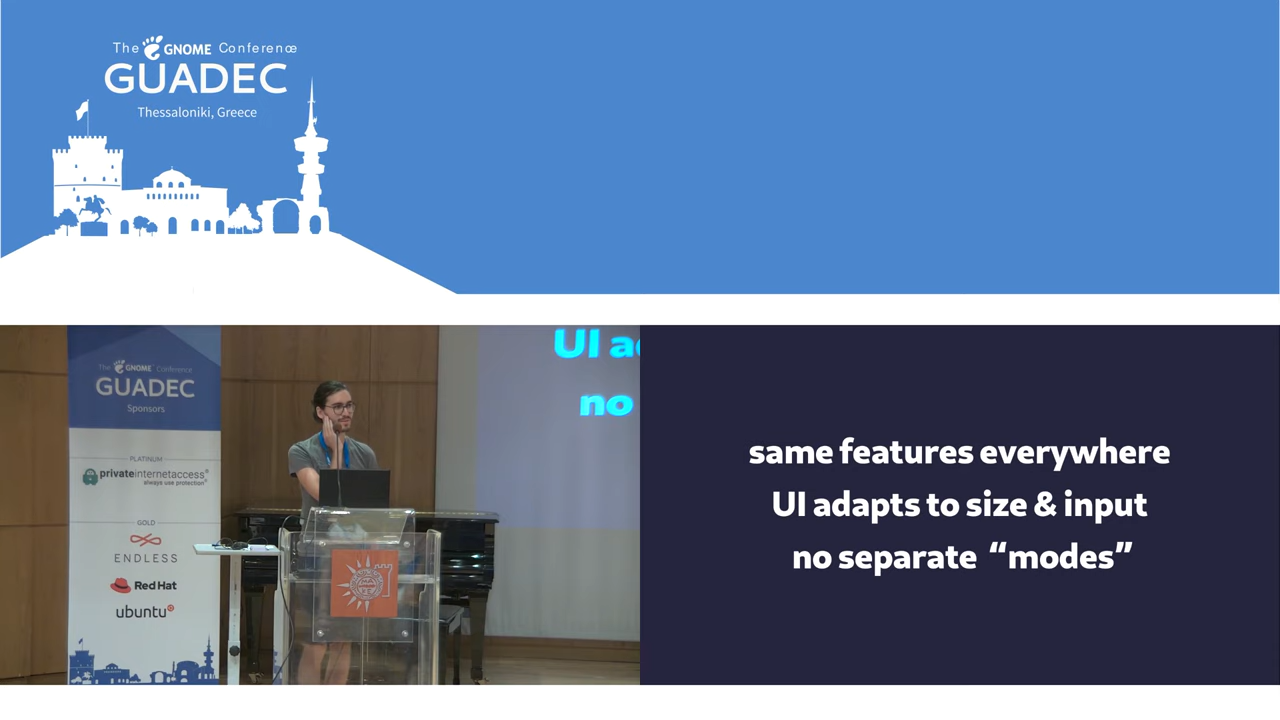 The GNOME Conference
GUADEC
Thessaloniki, Greece
The GNOME Conference
GUADEC
Sponsors
PLATINUM
privateinternetaccess®
always use protection®
GOLD
ENDLESS
Red Hat
ubuntu®
UI a
no
same features everywhere
UI adapts to size & input
no separate “modes”